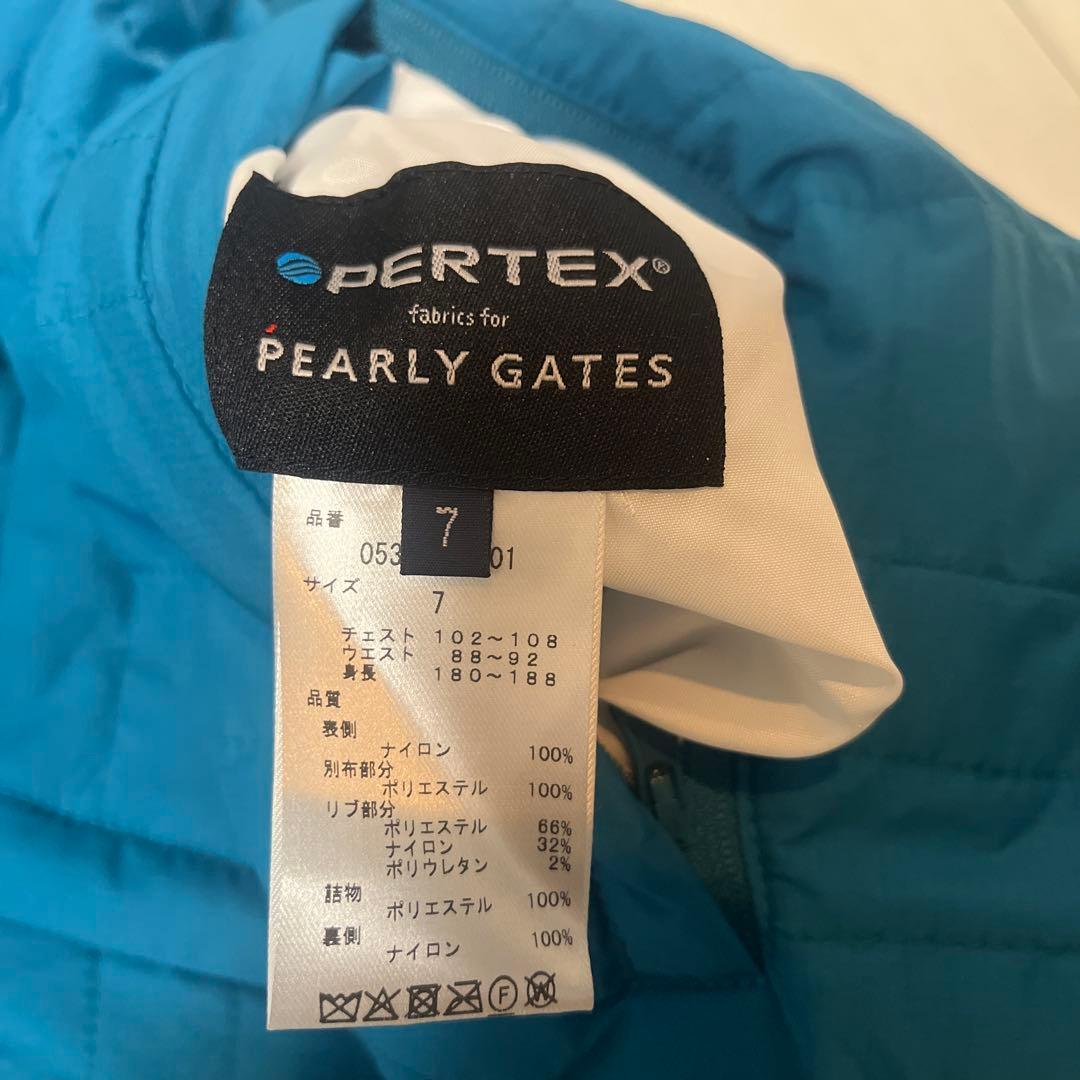 PERTEX®
fabrics for
PEARLY GATES
7
品番
053 01
サイズ
7
チェスト 102～108
ウエスト 88～92
身長 180～188
品質
表側
ナイロン 100%
別布部分
ポリエステル 100%
リブ部分
ポリエステル 66%
ナイロン 32%
ポリウレタン 2%
詰物
ポリエステル 100%
裏側
ナイロン 100%
F W